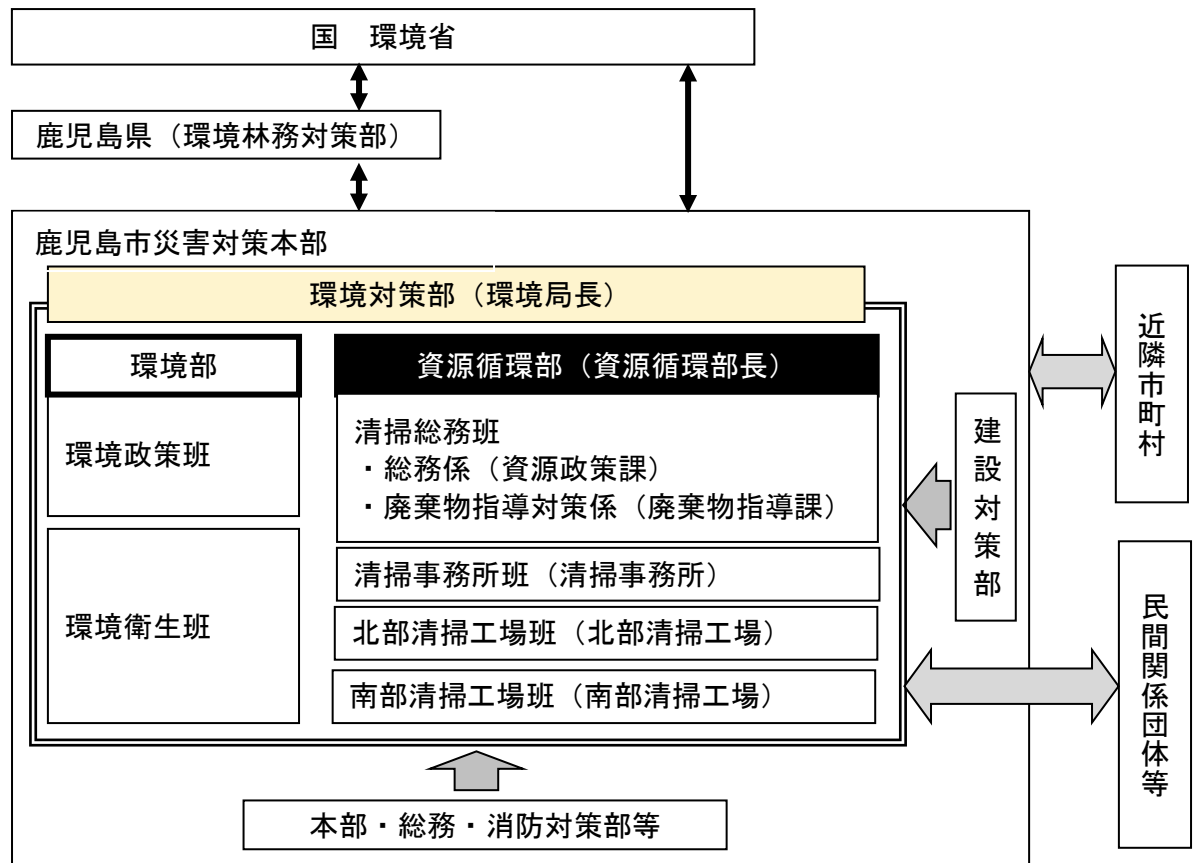 国　環境省
鹿児島県（環境林務対策部）
鹿児島市災害対策本部
環境対策部（環境局長）
環境部
環境政策班
環境衛生班
資源循環部（資源循環部長）
清掃総務班
・総務係（資源政策課）
・廃棄物指導対策係（廃棄物指導課）
清掃事務所班（清掃事務所）
北部清掃工場班（北部清掃工場）
南部清掃工場班（南部清掃工場）
建設対策部
近隣市町村
民間関係団体等
本部・総務・消防対策部等